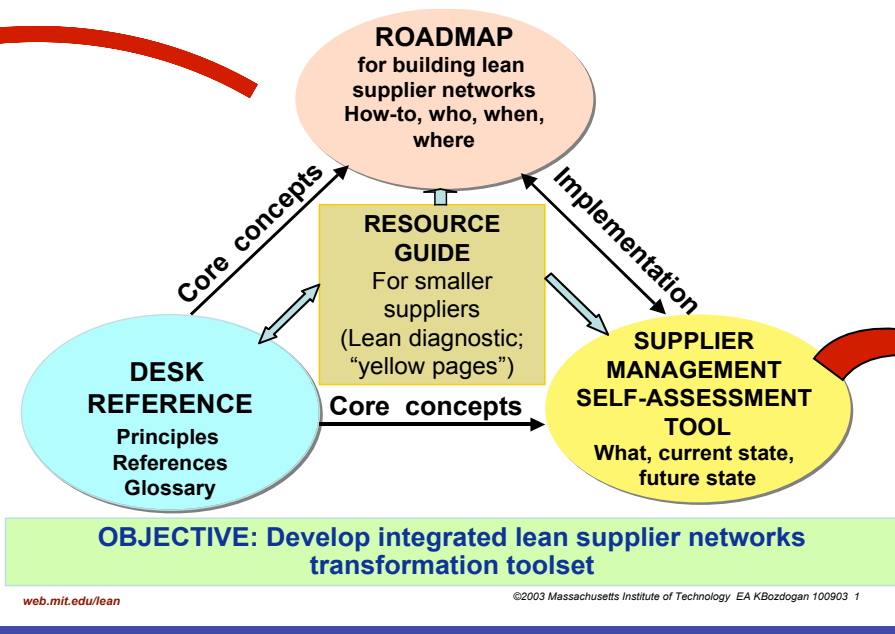 ROADMAP
for building lean
supplier networks
How-to, who, when,
where
Core concepts
Implementation
RESOURCE
GUIDE
For smaller
suppliers
(Lean diagnostic;
“yellow pages”)
DESK
REFERENCE
Principles
References
Glossary
Core concepts
SUPPLIER
MANAGEMENT
SELF-ASSESSMENT
TOOL
What, current state,
future state
OBJECTIVE: Develop integrated lean supplier networks
transformation toolset
web.mit.edu/lean
©2003 Massachusetts Institute of Technology EA KBozdogan 100903 1